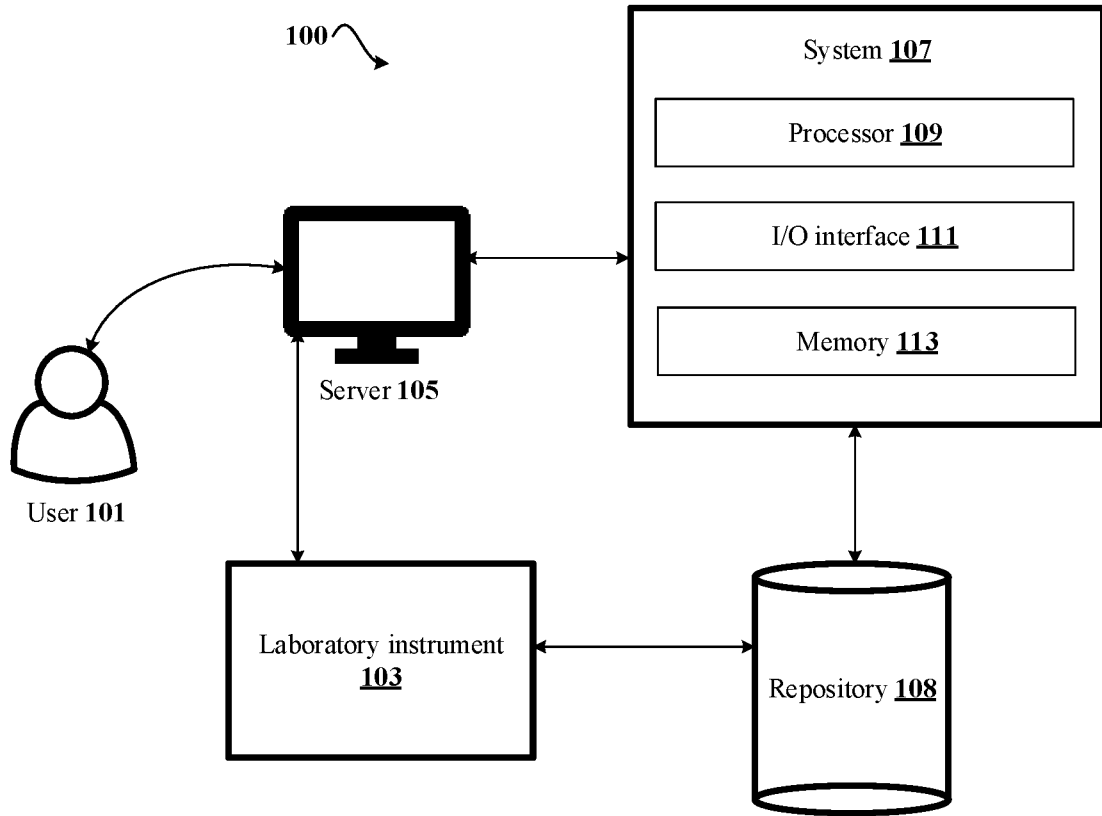 100
System 107
Processor 109
I/O interface 111
Memory 113
Server 105
User 101
Laboratory instrument
103
Repository 108